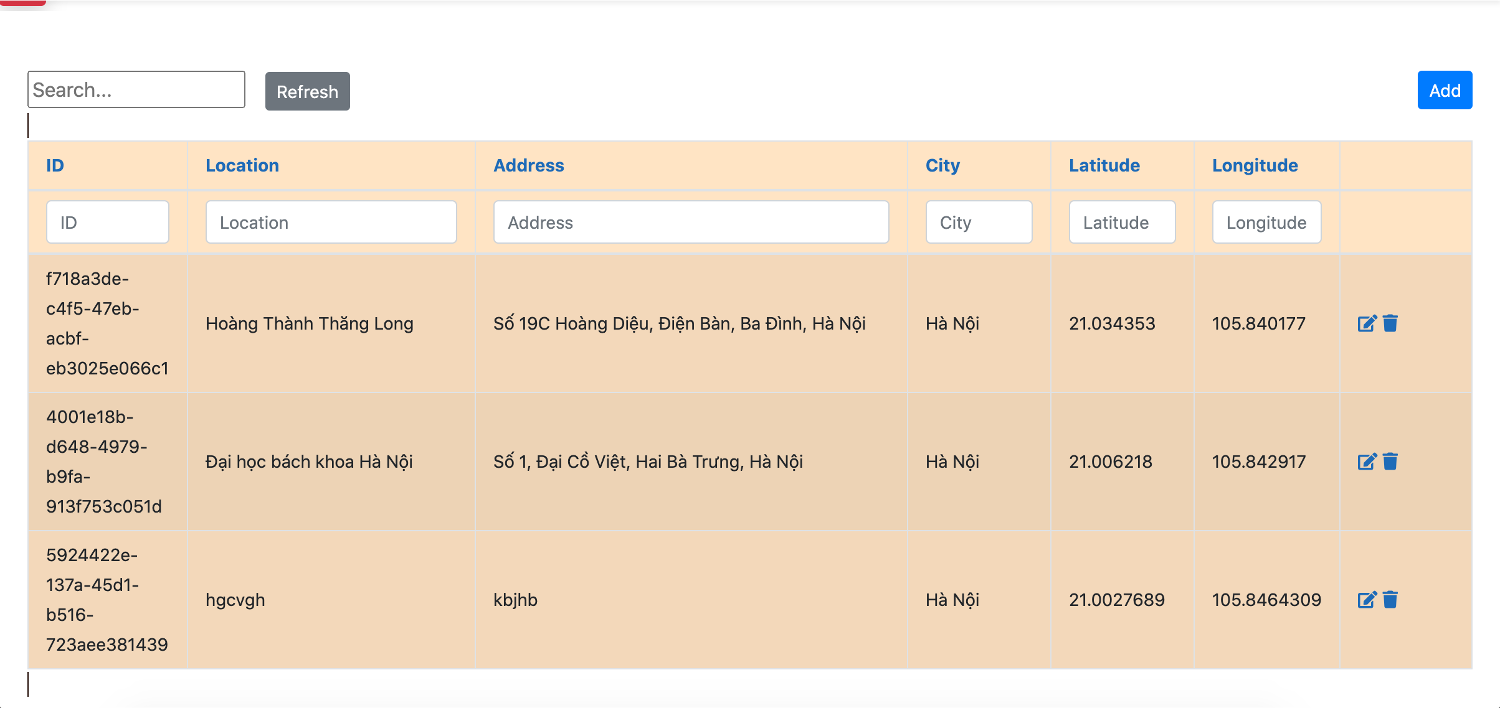 Search...
Refresh
Add
ID Location Address City Latitude Longitude
ID Location Address City Latitude Longitude
f718a3de-
c4f5-47eb-
acbf-
eb3025e066c1
Hoàng Thành Thăng Long
Số 19C Hoàng Diệu, Điện Bàn, Ba Đình, Hà Nội
Hà Nội
21.034353
105.840177
4001e18b-
d648-4979-
b9fa-
913f753c051d
Đại học bách khoa Hà Nội
Số 1, Đại Cồ Việt, Hai Bà Trưng, Hà Nội
Hà Nội
21.006218
105.842917
5924422e-
137a-45d1-
b516-
723aee381439
hgcvgh
kbjhb
Hà Nội
21.0027689
105.8464309